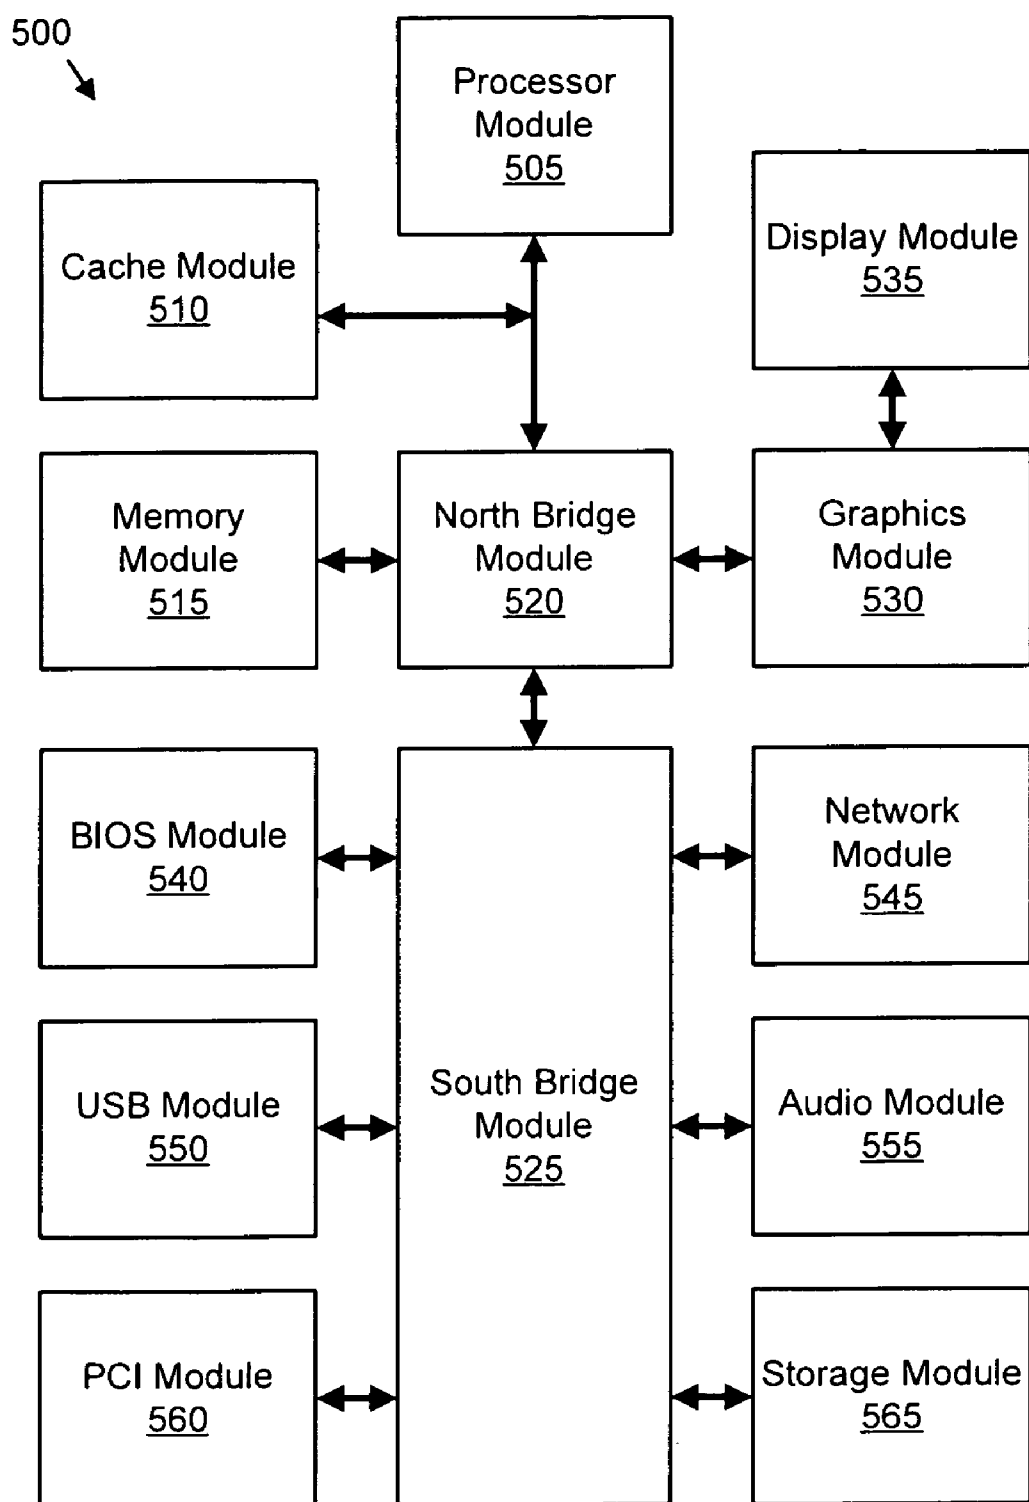 500
Processor
Module
505
Cache Module
510
Display Module
535
Memory
Module
515
North Bridge
Module
520
Graphics
Module
530
BIOS Module
540
Network
Module
545
USB Module
550
South Bridge
Module
525
Audio Module
555
PCI Module
560
Storage Module
565